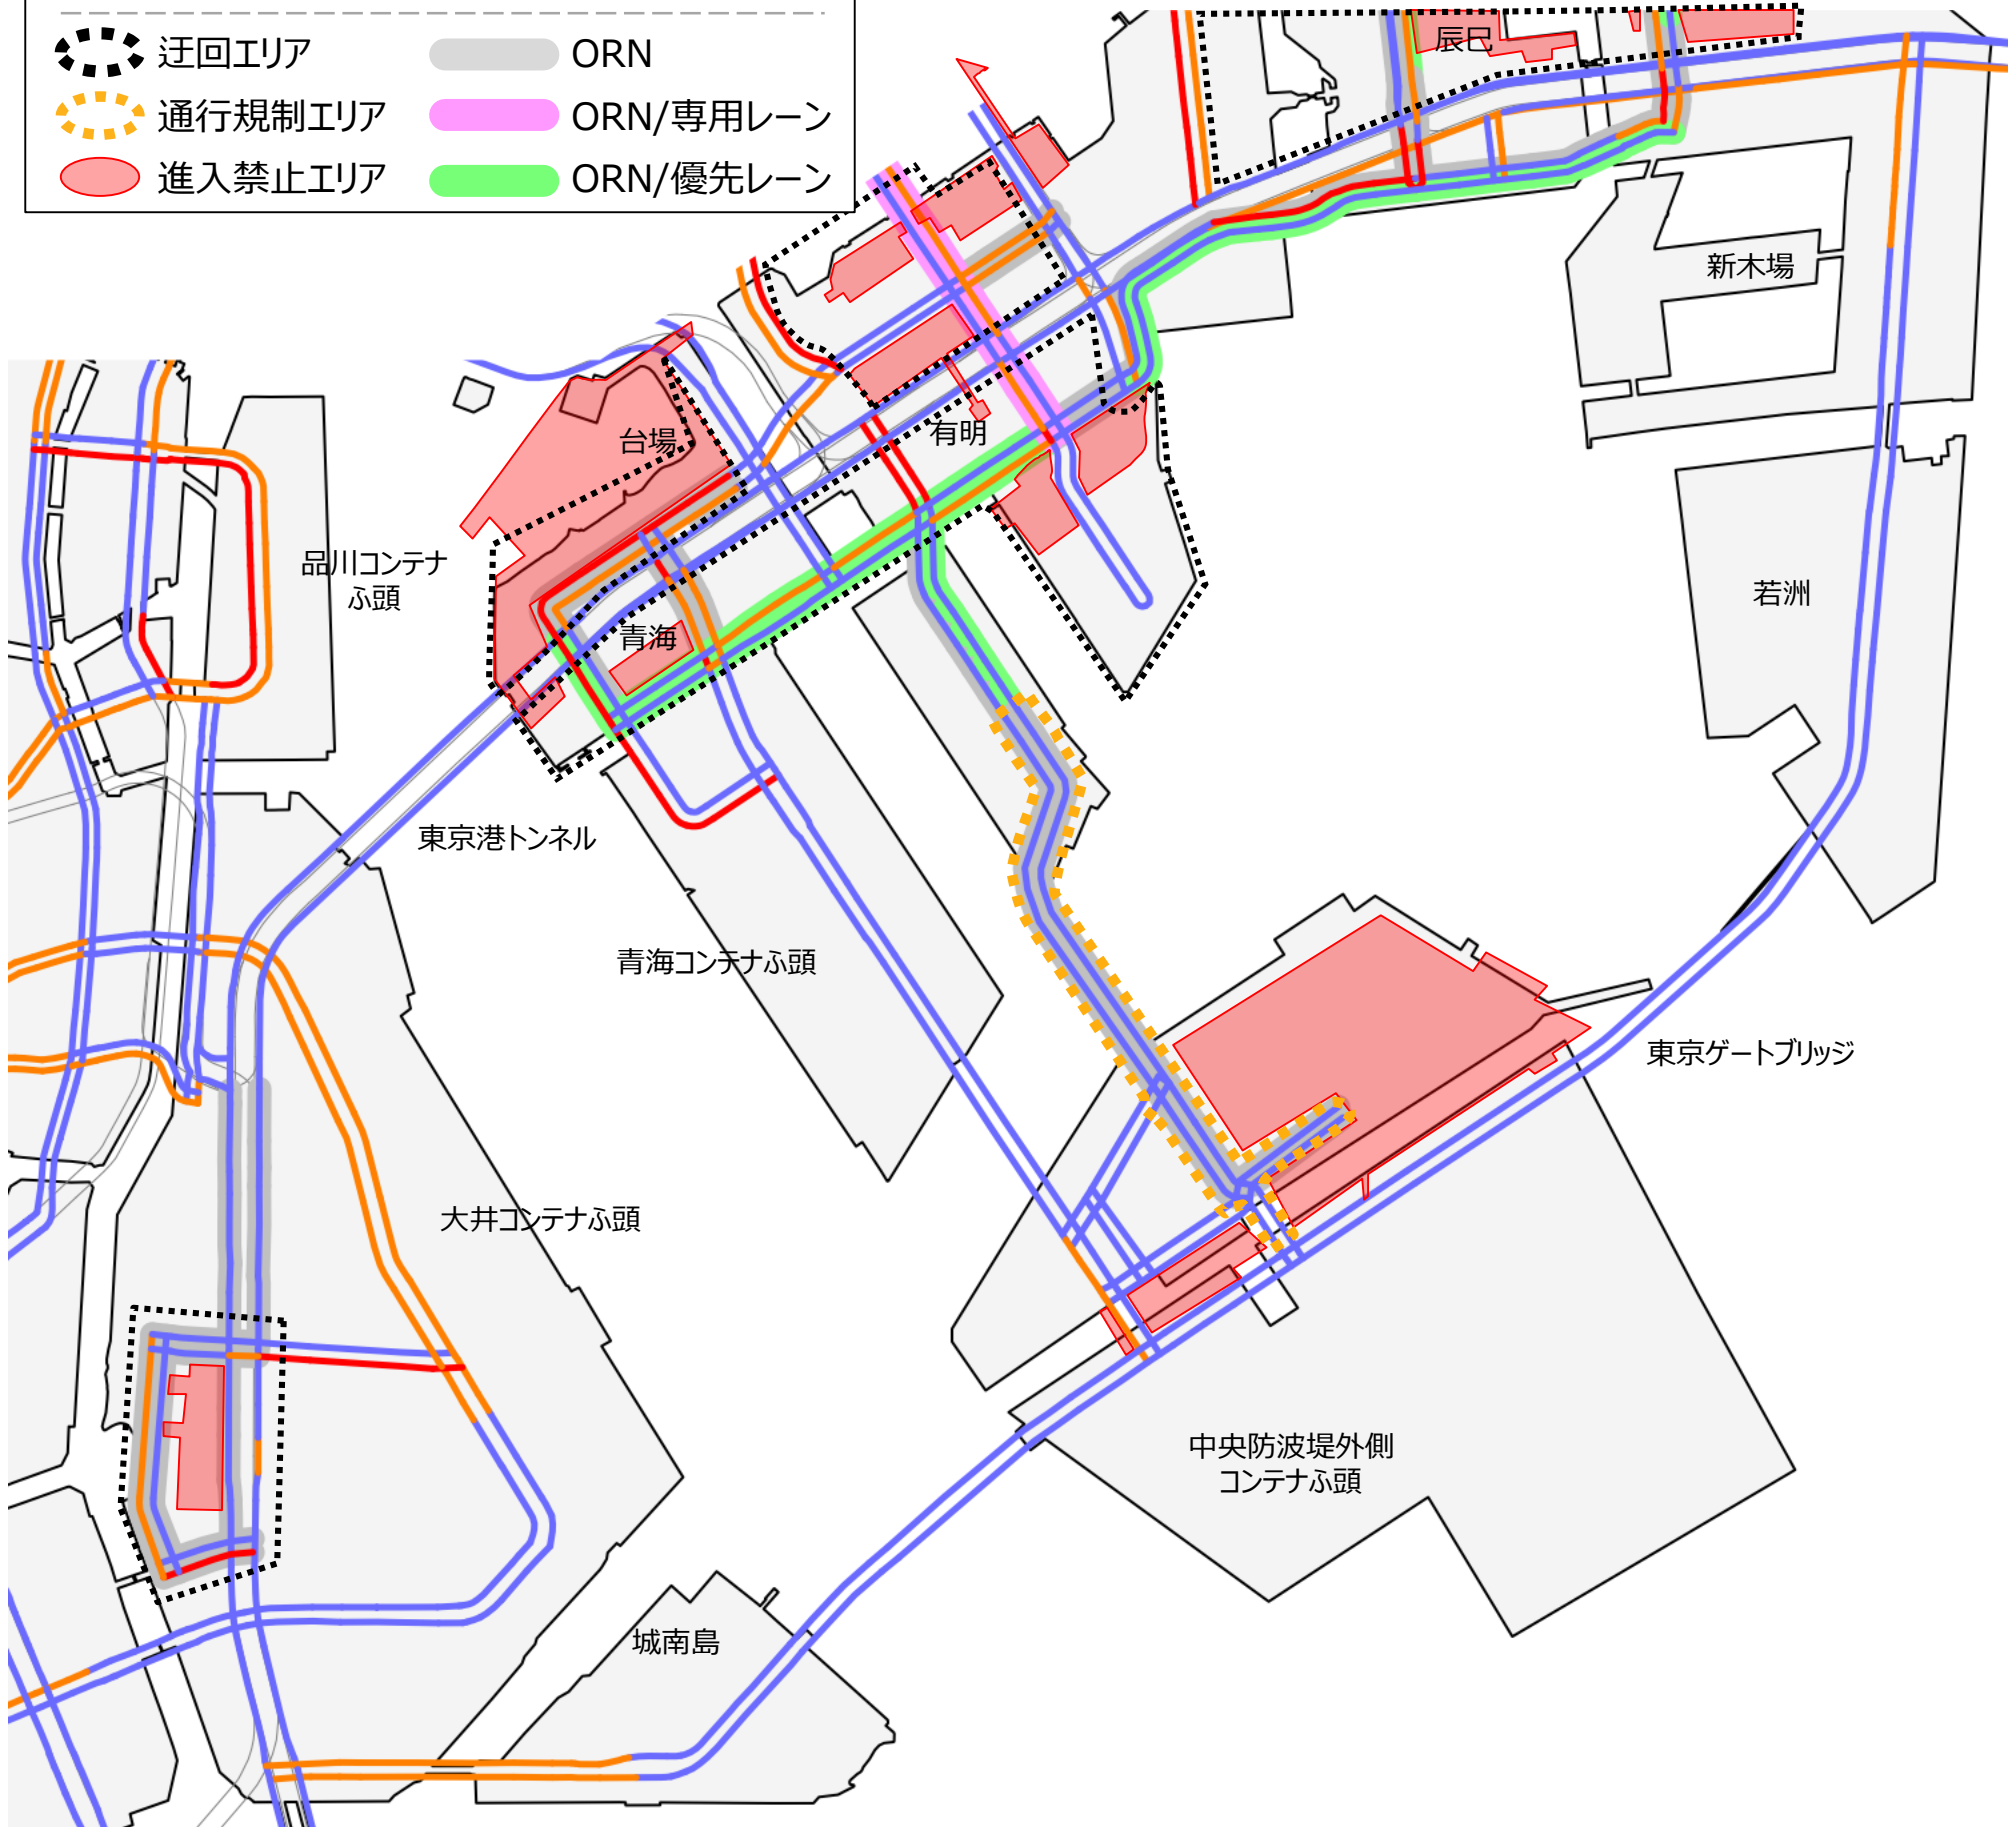 迂回エリア
ORN
通行規制エリア
ORN/専用レーン
進入禁止エリア
ORN/優先レーン
辰巳
新木場
台場
有明
品川コンテナ
ふ頭
若洲
青海
東京港トンネル
青海コンテナふ頭
東京ゲートブリッジ
大井コンテナふ頭
中央防波堤外側
コンテナふ頭
城南島